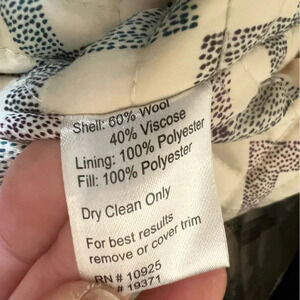 Shell: 60% Wool
40% Viscose
Lining: 100% Polyester
Fill: 100% Polyester
Dry Clean Only
For best results
remove or cover trim
RN # 10925
# 19371